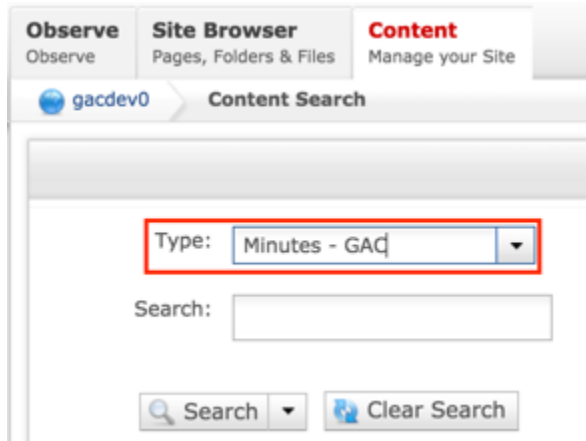 Observe Site Browser Content
Observe Pages, Folders & Files Manage your Site
gacdev0 Content Search
Type: Minutes - GAC
Search:
Search Clear Search